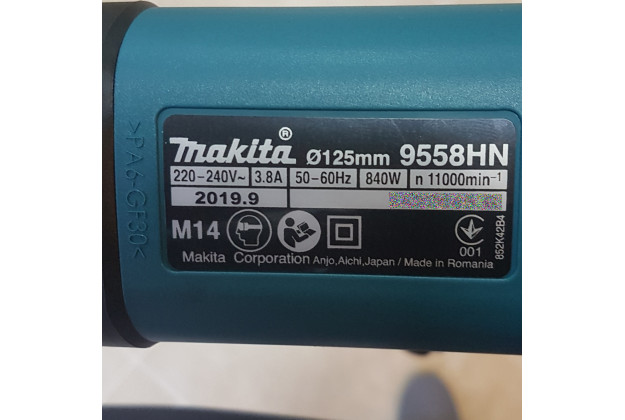 makita® Ø125mm 9558HN
220-240V~ 3.8A 50-60Hz 840W n 11000min⁻¹
2019.9
M14
001
Makita Corporation Anjo,Aichi,Japan / Made in Romania
852K42B4
>PA6-GF30<